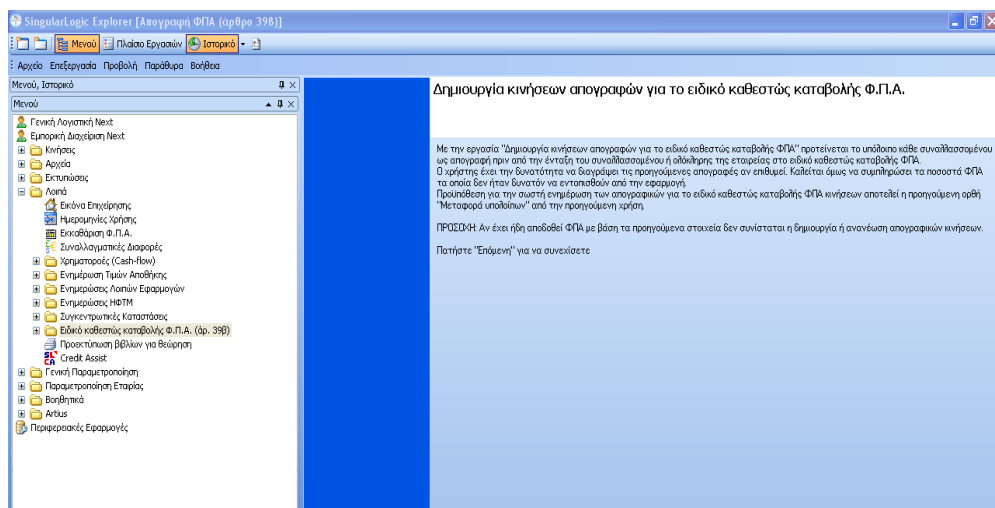 SingularLogic Explorer [Απογραφή ΦΠΑ (άρθρο 39β)]
Μενού Πλαίσιο Εργασιών Ιστορικό
Αρχείο Επεξεργασία Προβολή Παράθυρα Βοήθεια
Μενού, Ιστορικό
Μενού
Γενική Λογιστική Next
Εμπορική Διαχείριση Next
Κινήσεις
Αρχεία
Εκτυπώσεις
Λοιπά
Εικόνα Επιχείρησης
Ημερομηνίες Χρήσης
Εκκαθάριση Φ.Π.Α.
Συναλλαγματικές Διαφορές
Χρηματοροές (Cash-flow)
Ενημέρωση Τιμών Αποθήκης
Ενημερώσεις Λοιπών Εφαρμογών
Ενημερώσεις ΗΦΤΜ
Συγκεντρωτικές Καταστάσεις
Ειδικό καθεστώς καταβολής Φ.Π.Α. (άρ. 39β)
Προεκτύπωση βιβλίων για θεώρηση
Credit Assist
Γενική Παραμετροποίηση
Παραμετροποίηση Εταιρίας
Βοηθητικά
Artius
Περιφερειακές Εφαρμογές
Δημιουργία κινήσεων απογραφών για το ειδικό καθεστώς καταβολής Φ.Π.Α.
Με την εργασία "Δημιουργία κινήσεων απογραφών για το ειδικό καθεστώς καταβολής ΦΠΑ" προτείνεται το υπόλοιπο κάθε συναλλασσομένου
ως απογραφή πριν από την ένταξη του συναλλασσομένου ή ολόκληρης της εταιρείας στο ειδικό καθεστώς καταβολής ΦΠΑ.
Ο χρήστης έχει την δυνατότητα να διαγράψει τις προηγούμενες απογραφές αν επιθυμεί. Καλείται όμως να συμπληρώσει τα ποσοστά ΦΠΑ
τα οποία δεν ήταν δυνατόν να εντοπισθούν από την εφαρμογή.
Προϋπόθεση για την σωστή ενημέρωση των απογραφικών για το ειδικό καθεστώς καταβολής ΦΠΑ κινήσεων αποτελεί η προηγούμενη ορθή
"Μεταφορά υπολοίπων" από την προηγούμενη χρήση.
ΠΡΟΣΟΧΗ: Αν έχει ήδη αποδοθεί ΦΠΑ με βάση τα προηγούμενα στοιχεία δεν συνίσταται η δημιουργία ή ανανέωση απογραφικών κινήσεων.
Πατήστε "Επόμενη" για να συνεχίσετε